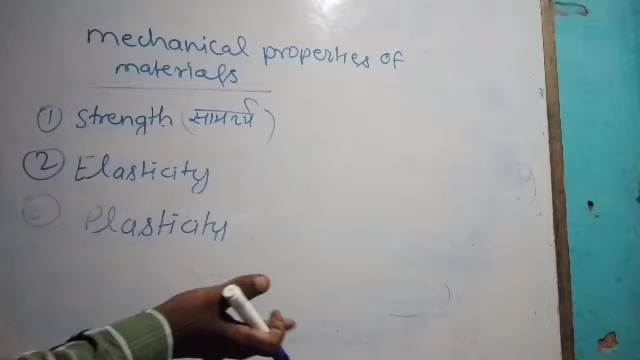 mechanical properties of
materials
① Strength (सामर्थ्य)
② Elasticity
Plasticity